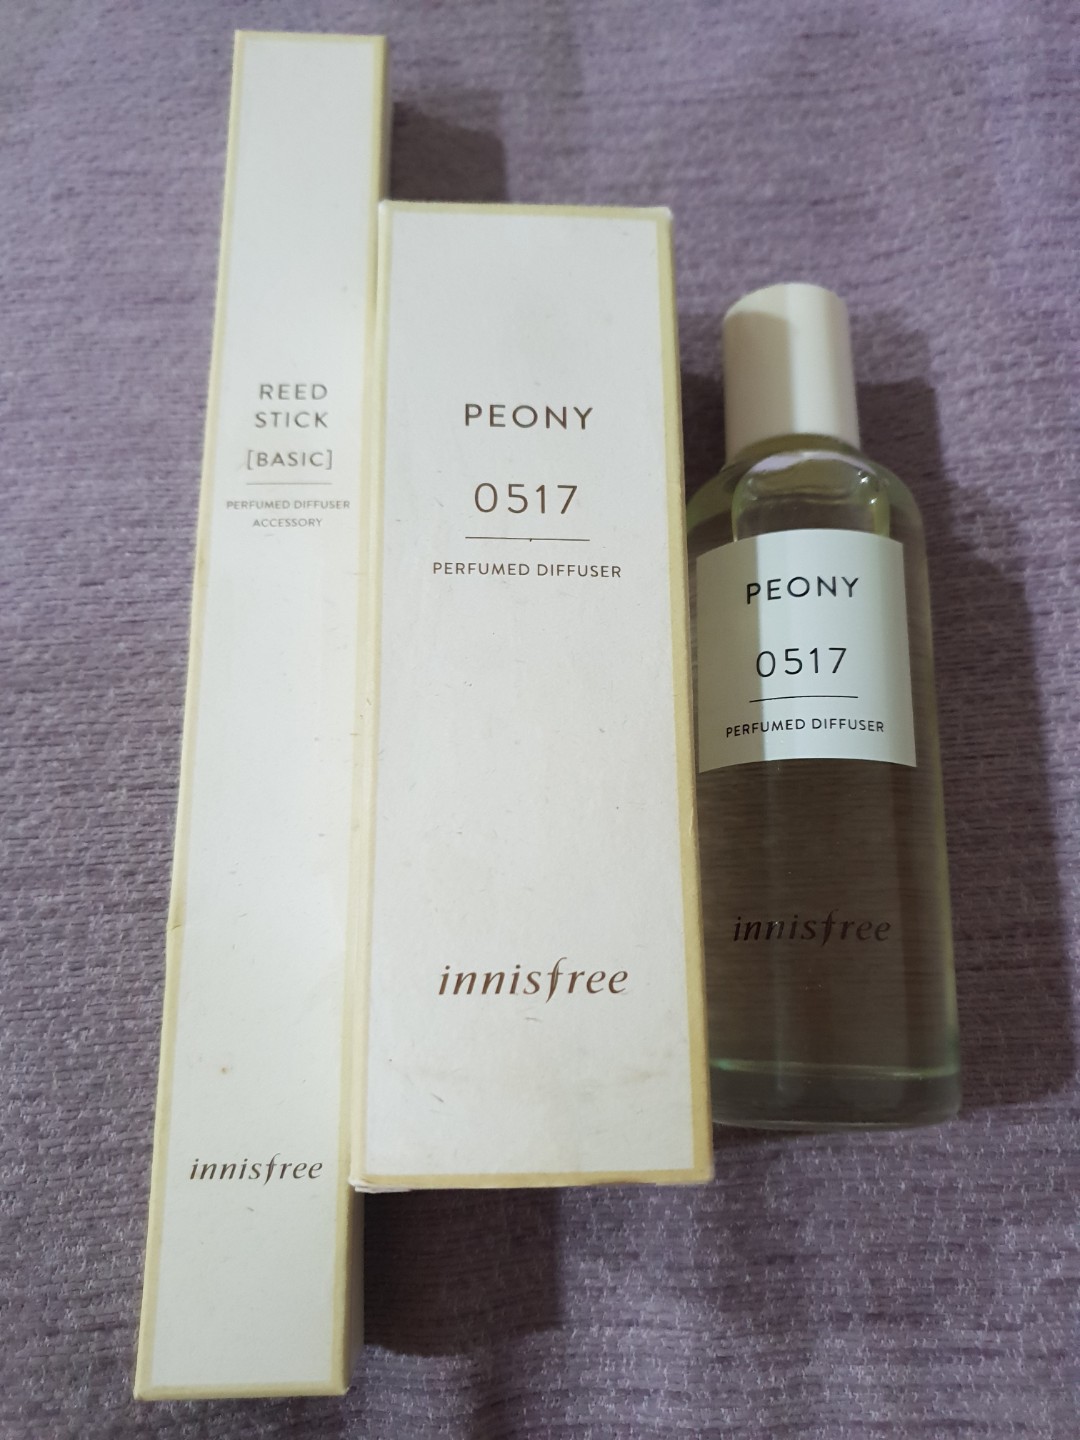 REED
STICK
[BASIC]
PERFUMED DIFFUSER
ACCESSORY
innisfree
PEONY
0517
PERFUMED DIFFUSER
innisfree
PEONY
0517
PERFUMED DIFFUSER
innisfree